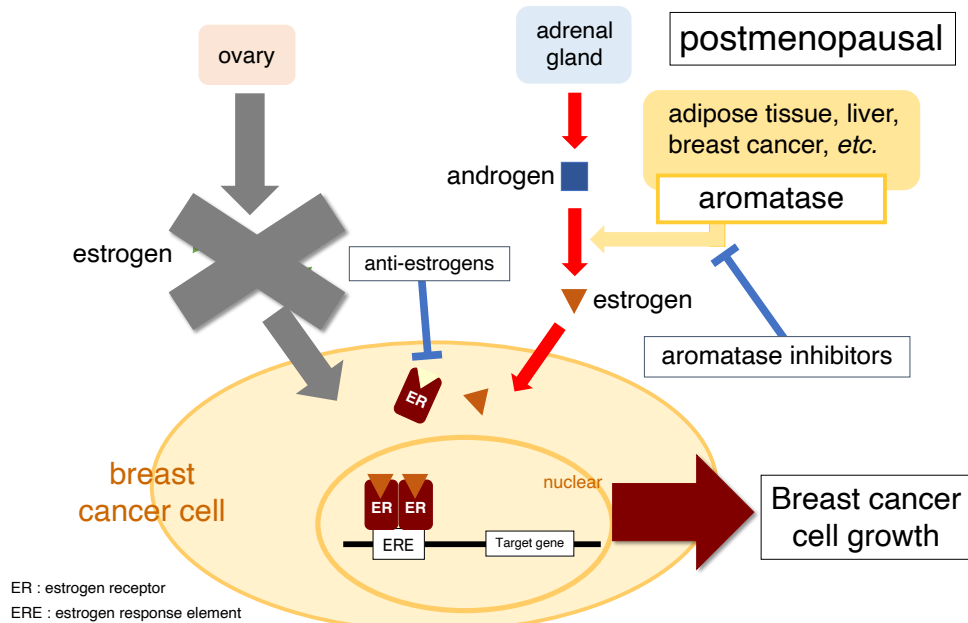 postmenopausal
ovary
adrenal
gland
adipose tissue, liver,
breast cancer, etc.
androgen
aromatase
estrogen
anti-estrogens
estrogen
aromatase inhibitors
ER
breast
cancer cell
nuclear
ER
ER
ERE
Target gene
Breast cancer
cell growth
ER : estrogen receptor
ERE : estrogen response element